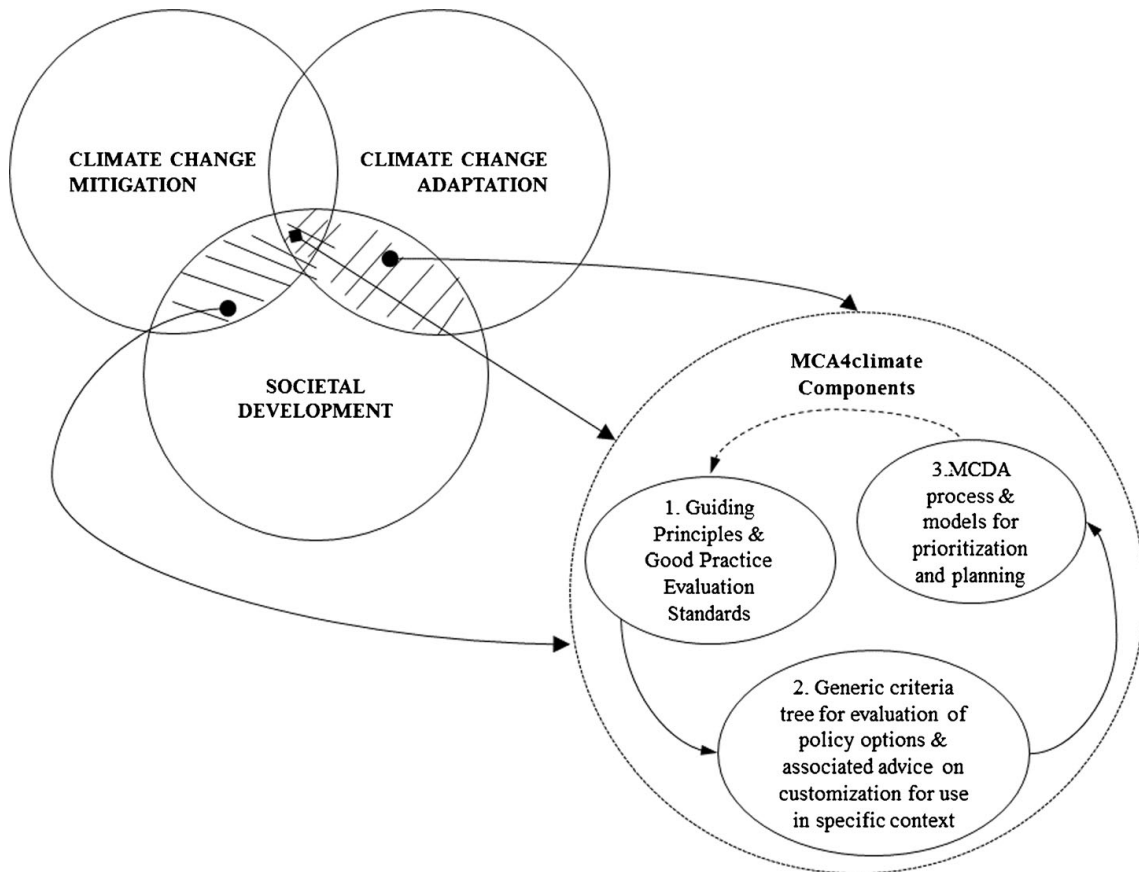 CLIMATE CHANGE
MITIGATION
CLIMATE CHANGE
ADAPTATION
SOCIETAL
DEVELOPMENT
MCA4climate
Components
1. Guiding
Principles &
Good Practice
Evaluation
Standards
2. Generic criteria
tree for evaluation of
policy options &
associated advice on
customization for use
in specific context
3.MCDA
process &
models for
prioritization
and planning